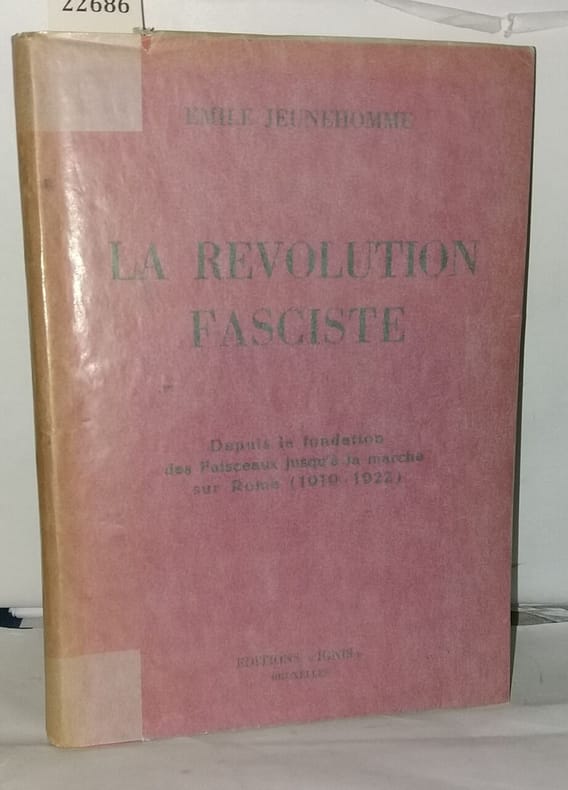 22686
EMILE JEUNEHOMME
LA REVOLUTION
FASCISTE
Depuis la fondation
des Faisceaux jusqu'à la marche
sur Rome (1919-1922)
EDITIONS « IGNIS »
BRUXELLES